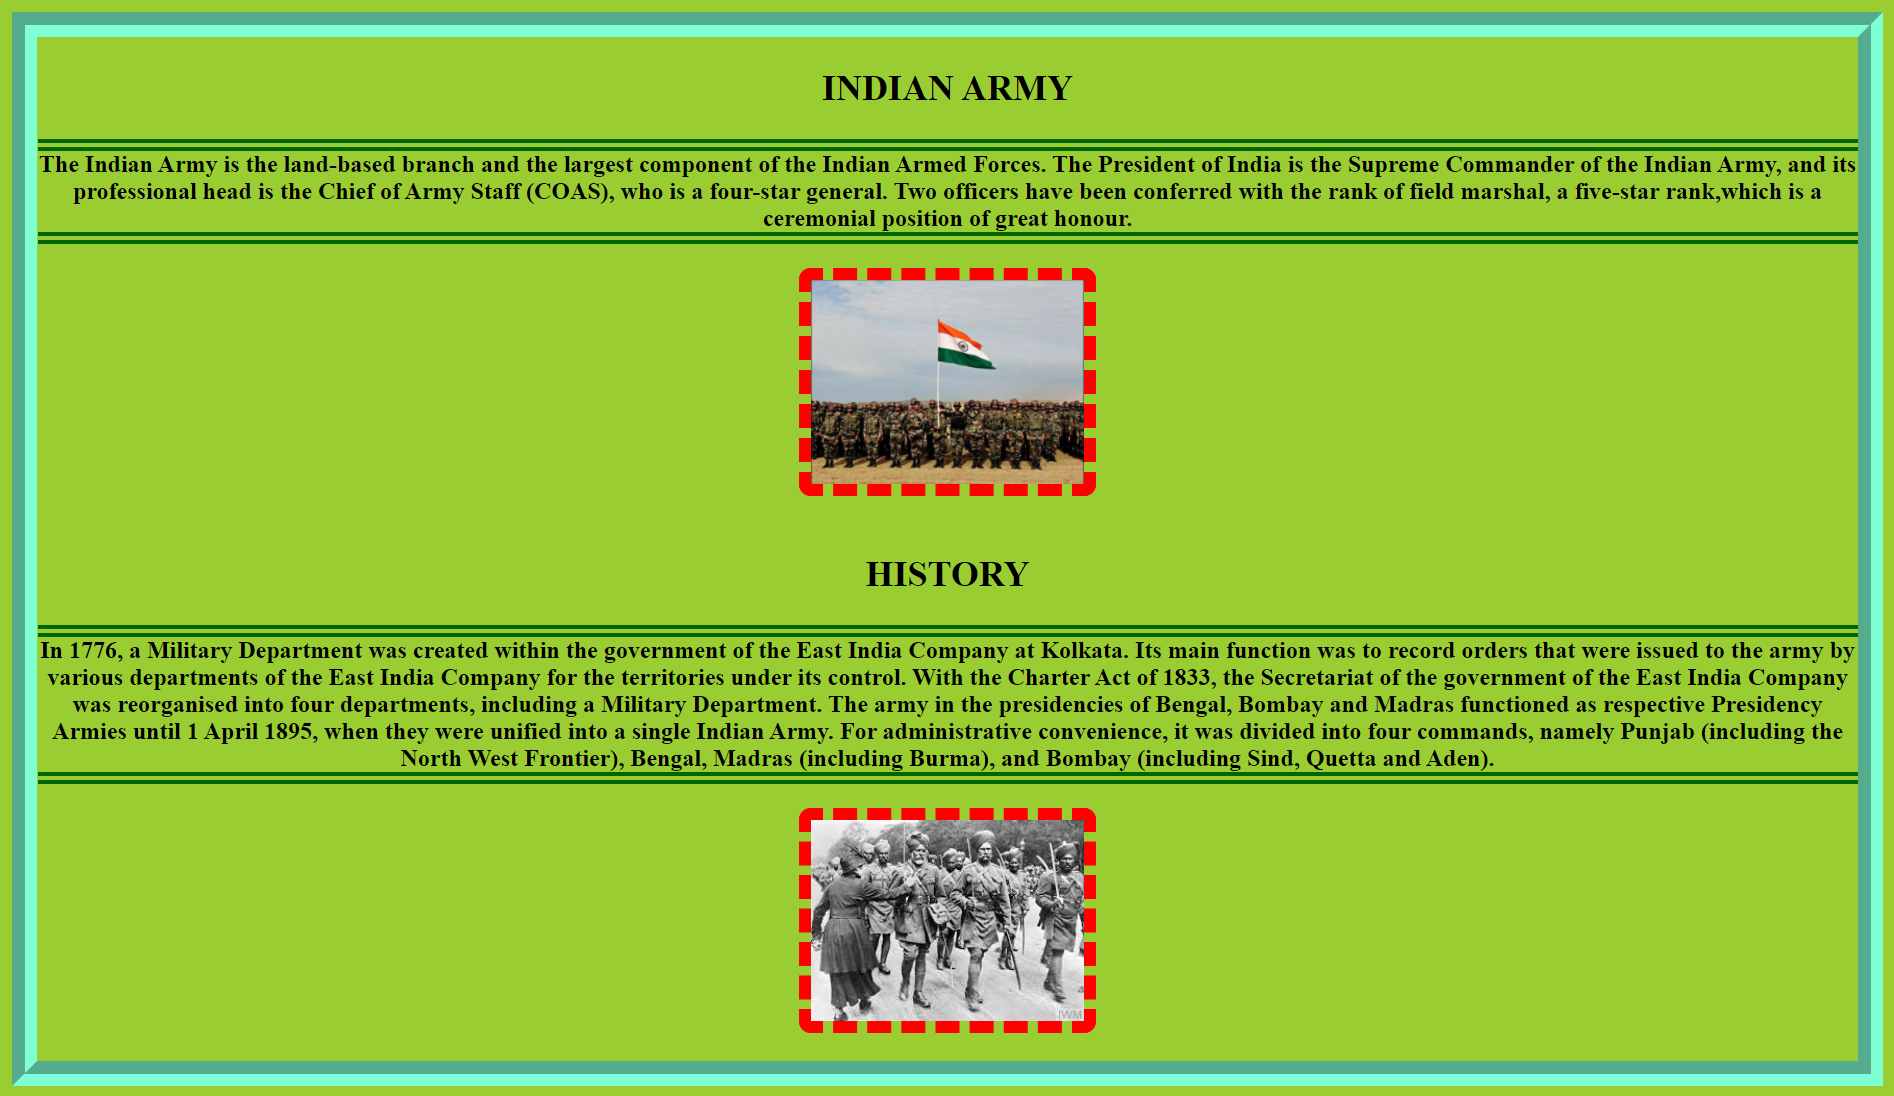 INDIAN ARMY
The Indian Army is the land-based branch and the largest component of the Indian Armed Forces. The President of India is the Supreme Commander of the Indian Army, and its
professional head is the Chief of Army Staff (COAS), who is a four-star general. Two officers have been conferred with the rank of field marshal, a five-star rank,which is a
ceremonial position of great honour.
HISTORY
In 1776, a Military Department was created within the government of the East India Company at Kolkata. Its main function was to record orders that were issued to the army by
various departments of the East India Company for the territories under its control. With the Charter Act of 1833, the Secretariat of the government of the East India Company
was reorganised into four departments, including a Military Department. The army in the presidencies of Bengal, Bombay and Madras functioned as respective Presidency
Armies until 1 April 1895, when they were unified into a single Indian Army. For administrative convenience, it was divided into four commands, namely Punjab (including the
North West Frontier), Bengal, Madras (including Burma), and Bombay (including Sind, Quetta and Aden).
IWM